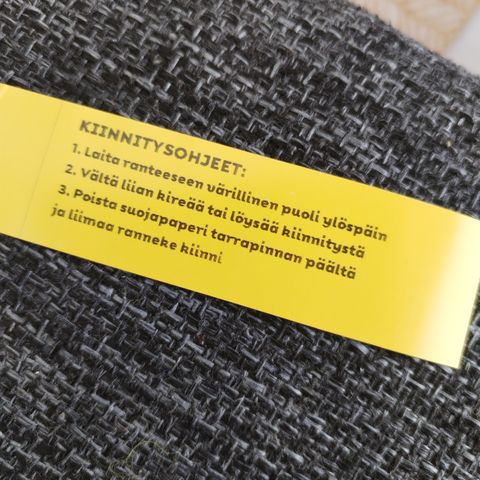 KIINNITYSOHJEET:
1. Laita ranteeseen värillinen puoli ylöspäin
2. Vältä liian kireää tai löysää kiinnitystä
3. Poista suojapaperi tarrapinnan päältä
ja liimaa ranneke kiinni